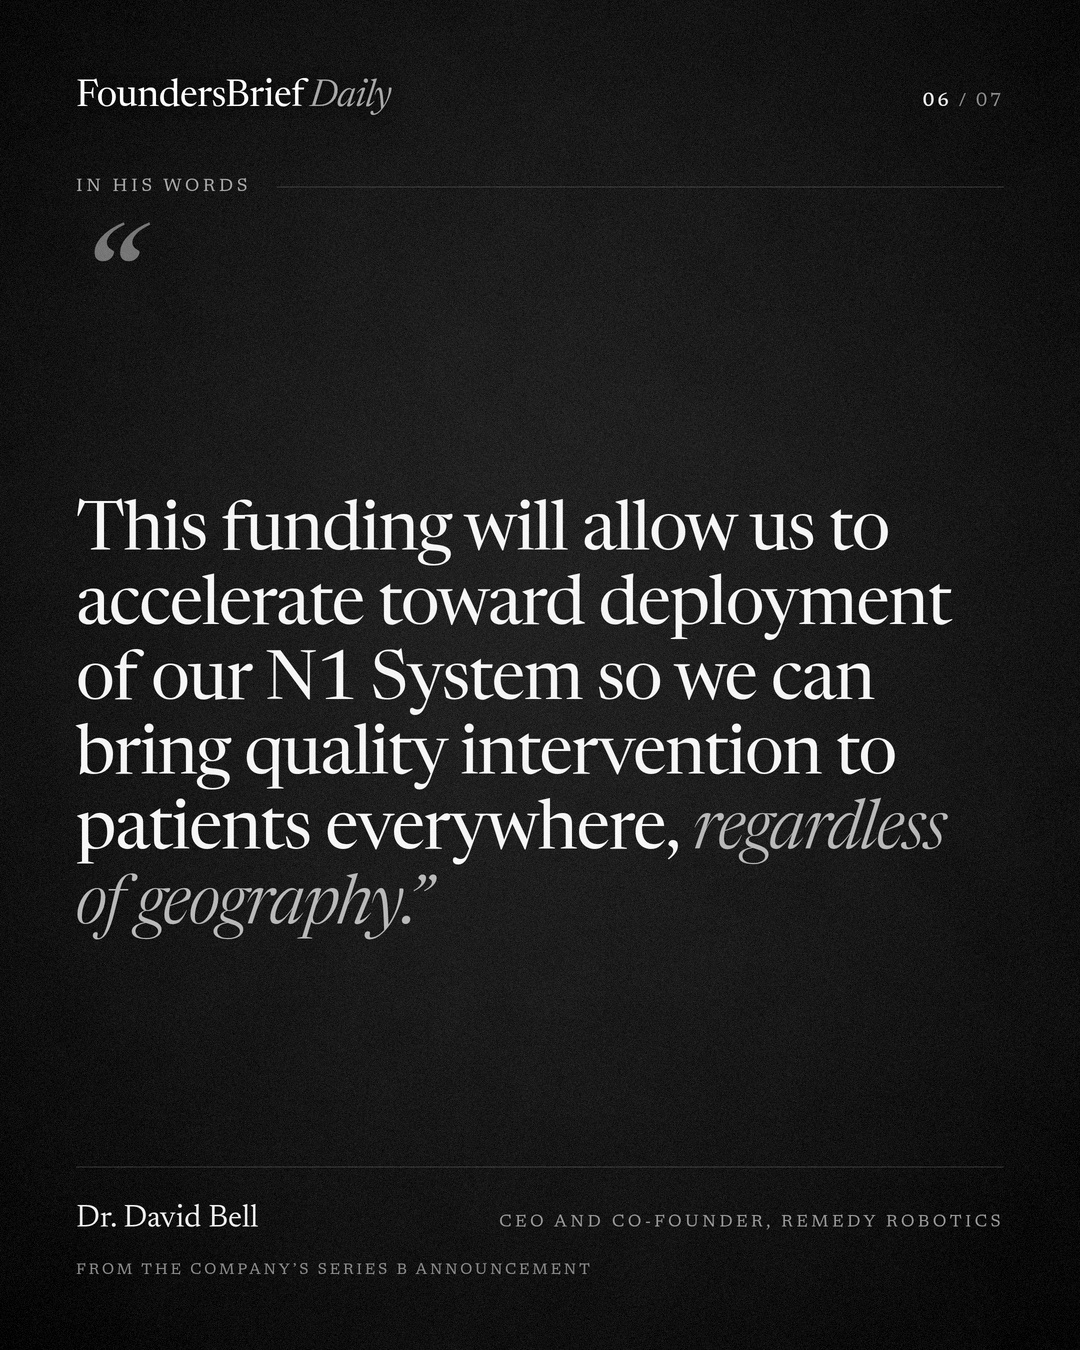 FoundersBrief Daily
06 / 07
IN HIS WORDS
“
This funding will allow us to
accelerate toward deployment
of our N1 System so we can
bring quality intervention to
patients everywhere, regardless
of geography.”
Dr. David Bell
CEO AND CO-FOUNDER, REMEDY ROBOTICS
FROM THE COMPANY’S SERIES B ANNOUNCEMENT